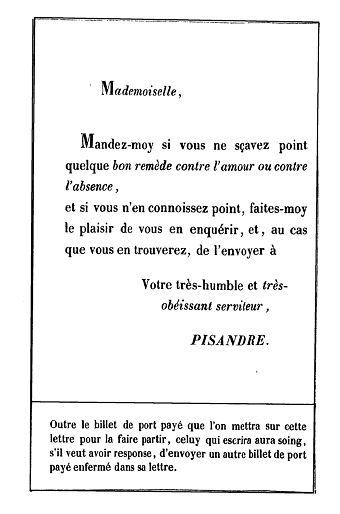 Mademoiselle,
Mandez-moy si vous ne sçavez point
quelque bon remède contre l'amour ou contre
l'absence,
et si vous n'en connoissez point, faites-moy
le plaisir de vous en enquérir, et, au cas
que vous en trouverez, de l'envoyer à
Votre très-humble et très-
obéissant serviteur,
PISANDRE.
Outre le billet de port payé que l'on mettra sur cette
lettre pour la faire partir, celuy qui escrira aura soing,
s'il veut avoir response, d'envoyer un autre billet de port
payé enfermé dans sa lettre.